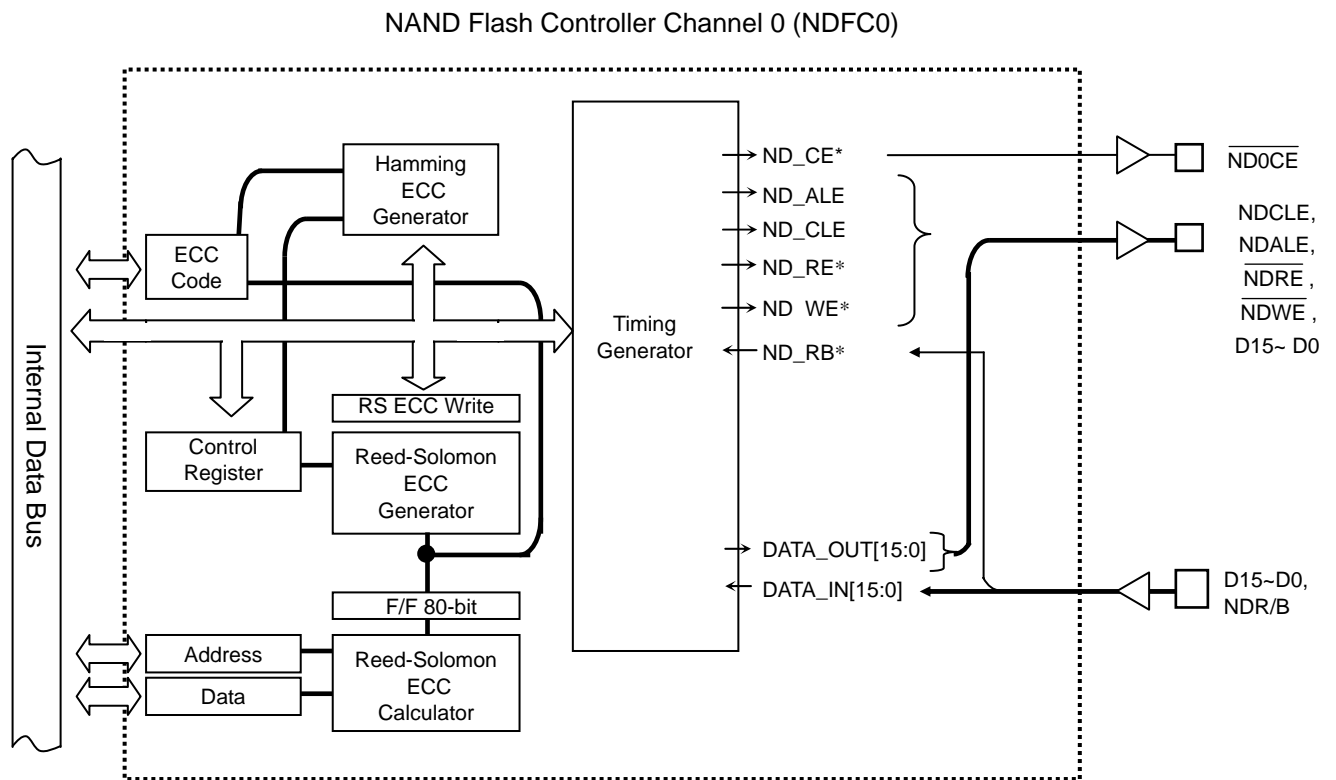 NAND Flash Controller Channel 0 (NDFC0)
Internal Data Bus
ECC
Code
Hamming
ECC
Generator
Control
Register
RS ECC Write
Reed-Solomon
ECC
Generator
F/F 80-bit
Address
Data
Reed-Solomon
ECC
Calculator
Timing
Generator
ND_CE*
ND_ALE
ND_CLE
ND_RE*
ND WE*
ND_RB*
DATA_OUT[15:0]
DATA_IN[15:0]
ND0CE
NDCLE,
NDALE,
NDRE ,
NDWE ,
D15~ D0
D15~D0,
NDR/B